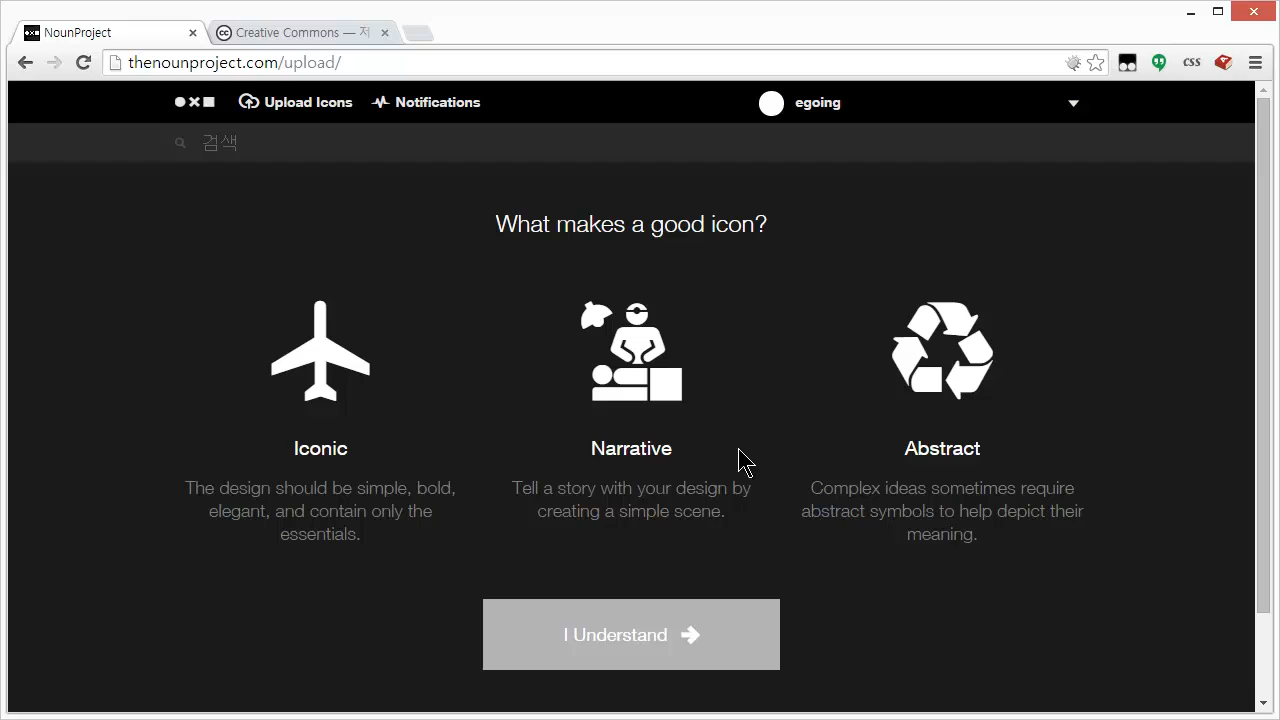 NounProject
Creative Commons — 저
thenounproject.com/upload/
css
Upload Icons
Notifications
egoing
검색
What makes a good icon?
Iconic
The design should be simple, bold,
elegant, and contain only the
essentials.
Narrative
Tell a story with your design by
creating a simple scene.
Abstract
Complex ideas sometimes require
abstract symbols to help depict their
meaning.
I Understand